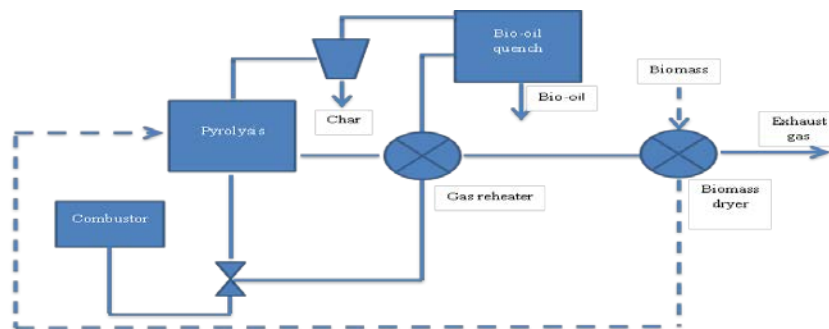 Bio-oil
quench
Biomass
Bio-oil
Char
Pyrolysis
Exhaust
gas
Gas reheater
Biomass
dryer
Combustor